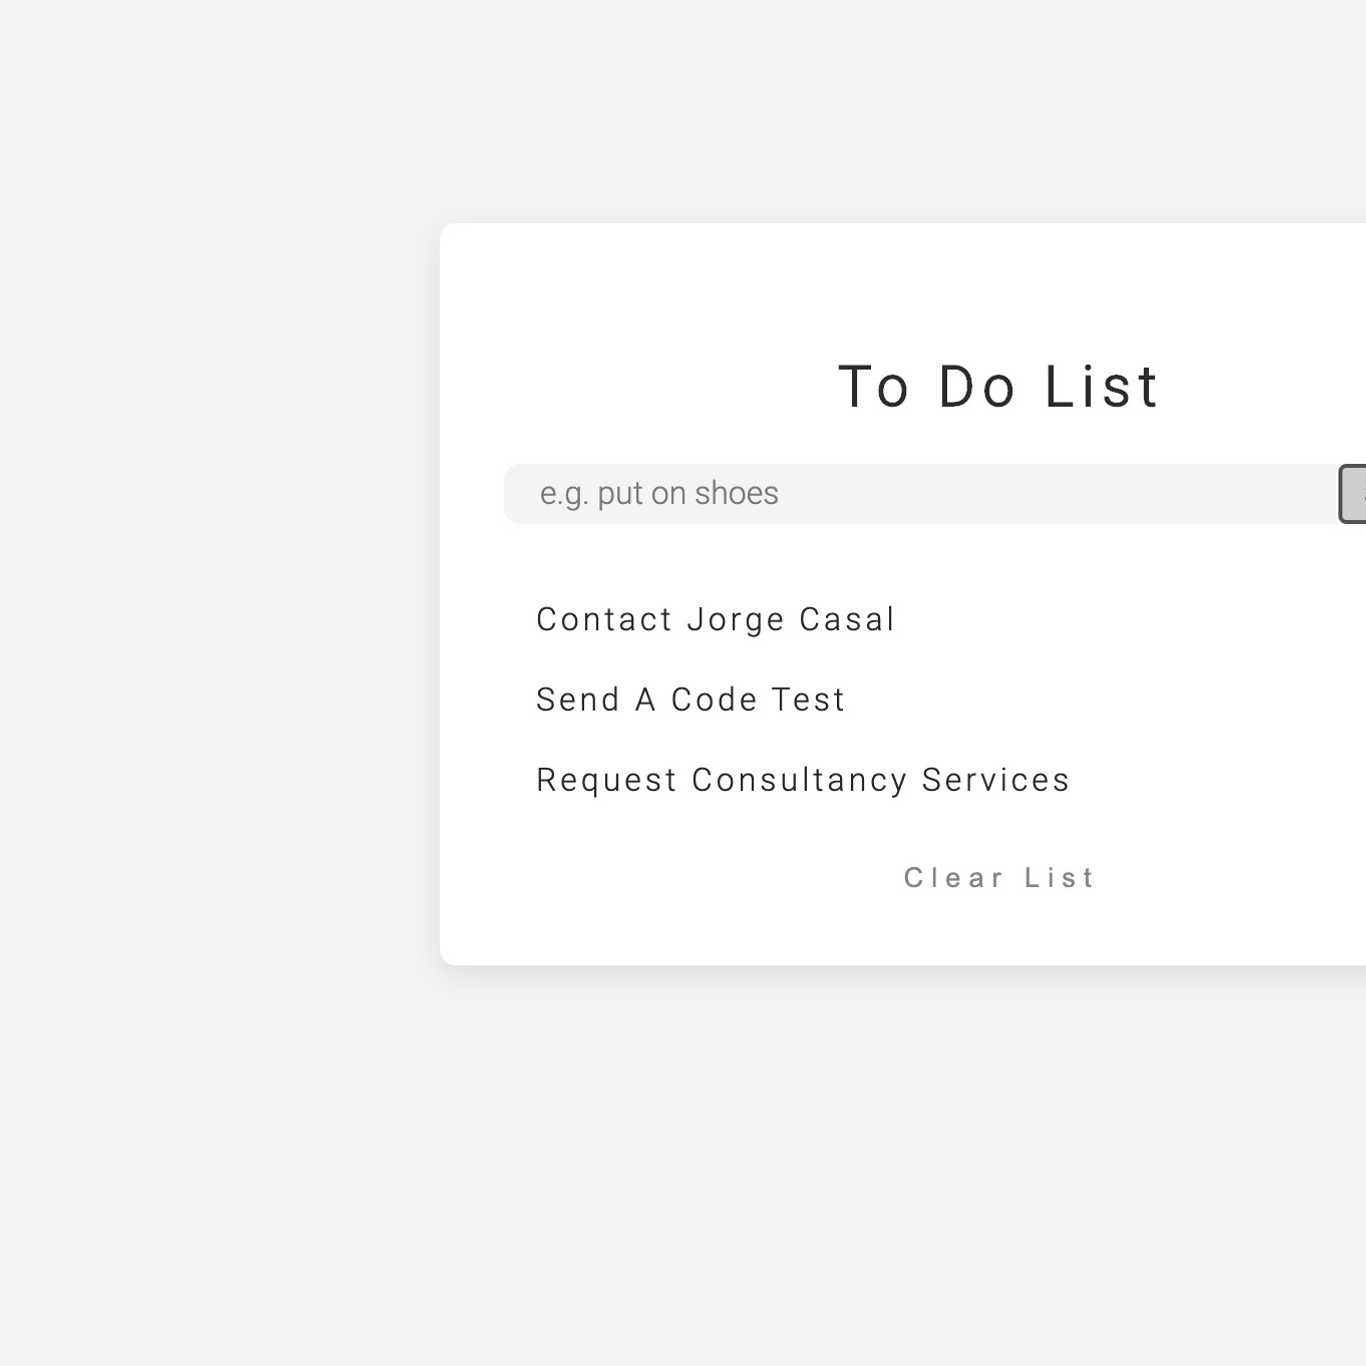 To Do List
e.g. put on shoes
Contact Jorge Casal
Send A Code Test
Request Consultancy Services
Clear List